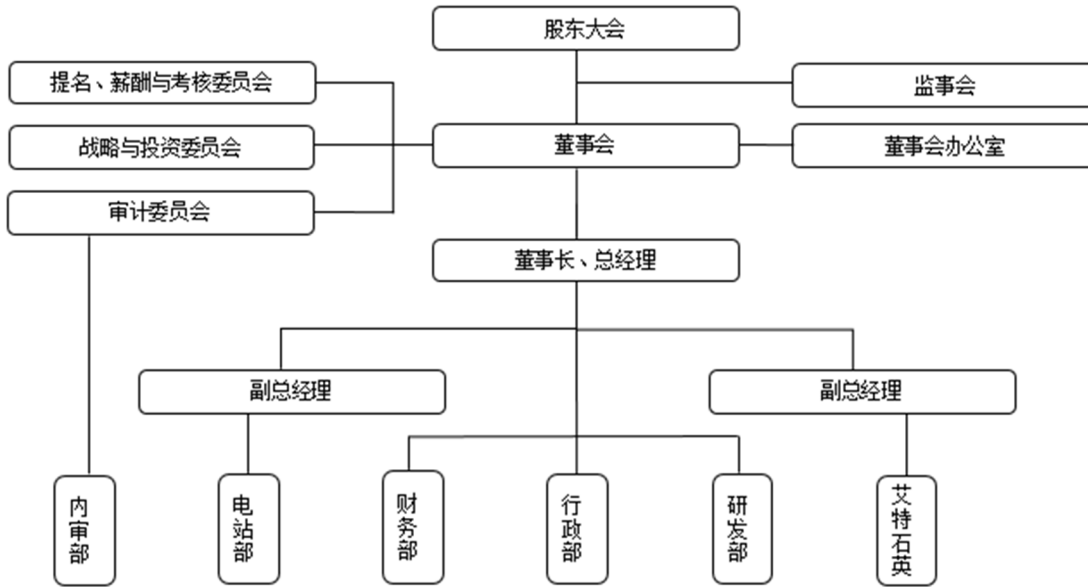 股东大会
提名、薪酬与考核委员会
监事会
战略与投资委员会
董事会
董事会办公室
审计委员会
董事长、总经理
副总经理
副总经理
内审部
电站部
财务部
行政部
研发部
艾特石英